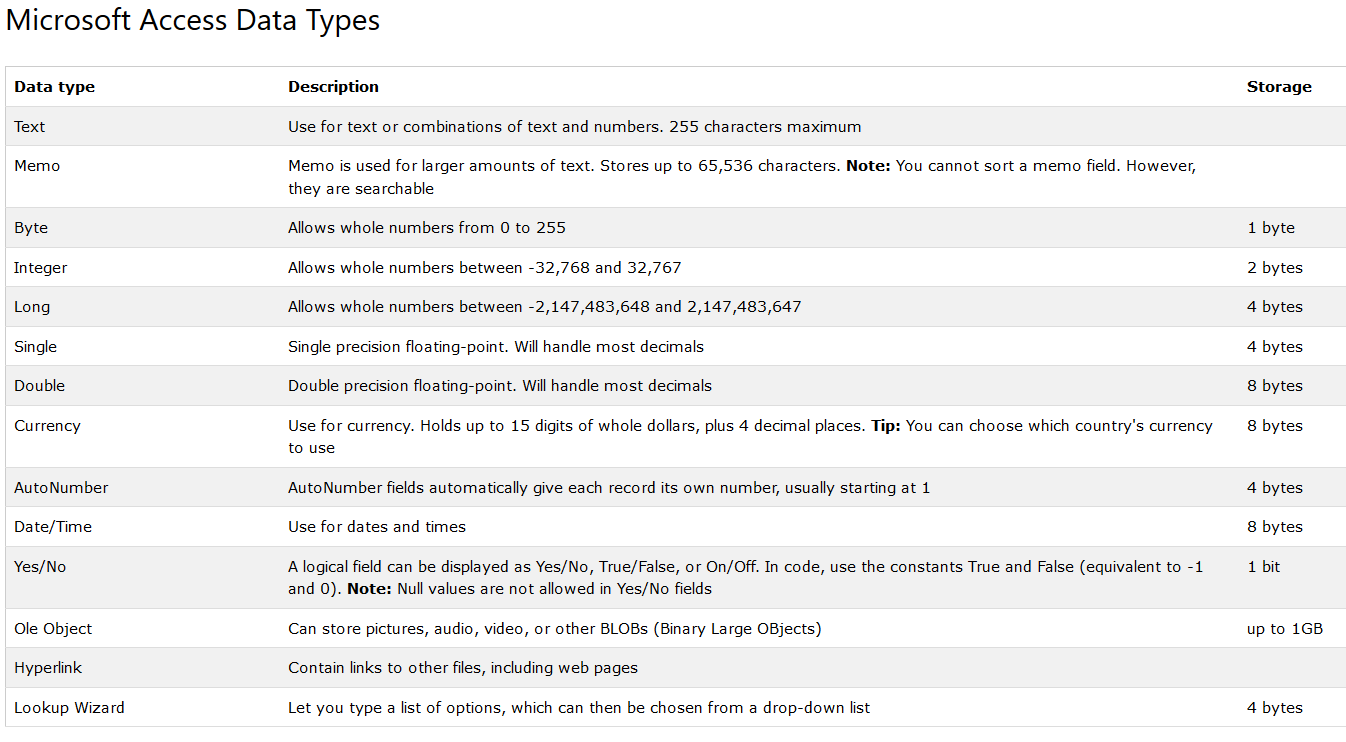 Microsoft Access Data Types
Data type Description Storage
Text Use for text or combinations of text and numbers. 255 characters maximum
Memo Memo is used for larger amounts of text. Stores up to 65,536 characters. Note: You cannot sort a memo field. However,
they are searchable
Byte Allows whole numbers from 0 to 255 1 byte
Integer Allows whole numbers between -32,768 and 32,767 2 bytes
Long Allows whole numbers between -2,147,483,648 and 2,147,483,647 4 bytes
Single Single precision floating-point. Will handle most decimals 4 bytes
Double Double precision floating-point. Will handle most decimals 8 bytes
Currency Use for currency. Holds up to 15 digits of whole dollars, plus 4 decimal places. Tip: You can choose which country's currency 8 bytes
to use
AutoNumber AutoNumber fields automatically give each record its own number, usually starting at 1 4 bytes
Date/Time Use for dates and times 8 bytes
Yes/No A logical field can be displayed as Yes/No, True/False, or On/Off. In code, use the constants True and False (equivalent to -1 1 bit
and 0). Note: Null values are not allowed in Yes/No fields
Ole Object Can store pictures, audio, video, or other BLOBs (Binary Large OBjects) up to 1GB
Hyperlink Contain links to other files, including web pages
Lookup Wizard Let you type a list of options, which can then be chosen from a drop-down list 4 bytes